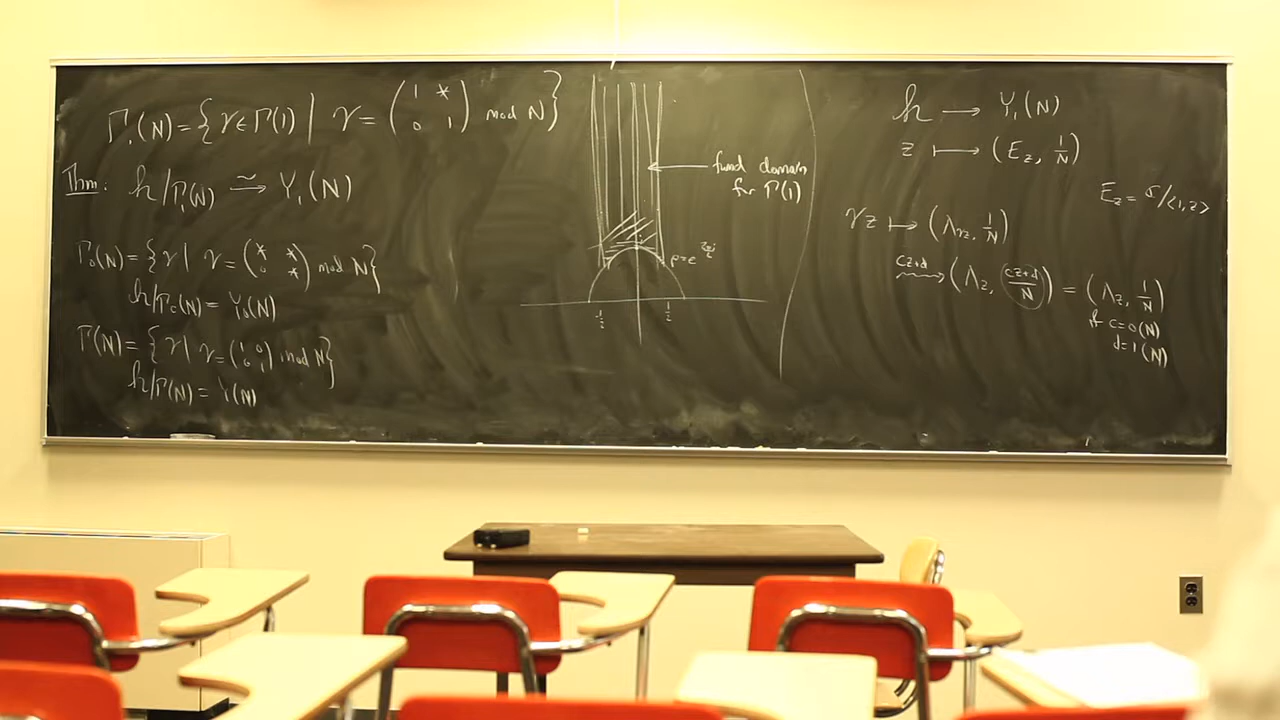 Γ₁(N) = {γ ∈ Γ(1) | γ = (1 * / 0 1) mod N}
Thm: h/Γ₁(N) ≅→ Y₁(N)
Γ₀(N) = {γ | γ = (* * / 0 *) mod N}
h/Γ₀(N) = Y₀(N)
Γ(N) = {γ | γ = (1 0 / 0 1) mod N}
h/Γ(N) = Y(N)
fund domain
for Γ(1)
-1/2
1/2
h → Y₁(N)
z ↦ (E_z, 1/N)
E_z = ℂ/<1,z>
γz ↦ (Λ_γz, 1/N)
cz+d
⇝ (Λ_z, (cz+d)/N) = (Λ_z, 1/N)
if c≡0(N)
d≡1(N)